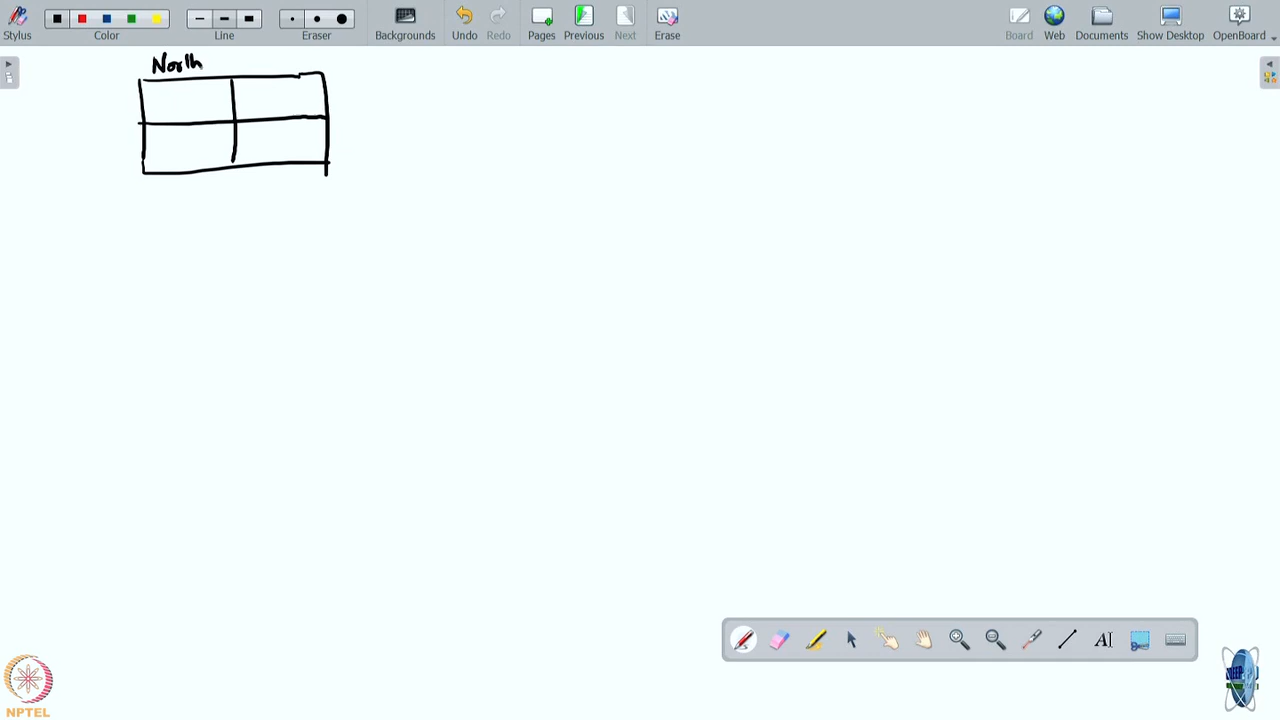 Stylus Color Line Eraser Backgrounds Undo Redo Pages Previous Next Erase Board Web Documents Show Desktop OpenBoard
North
A
NPTEL